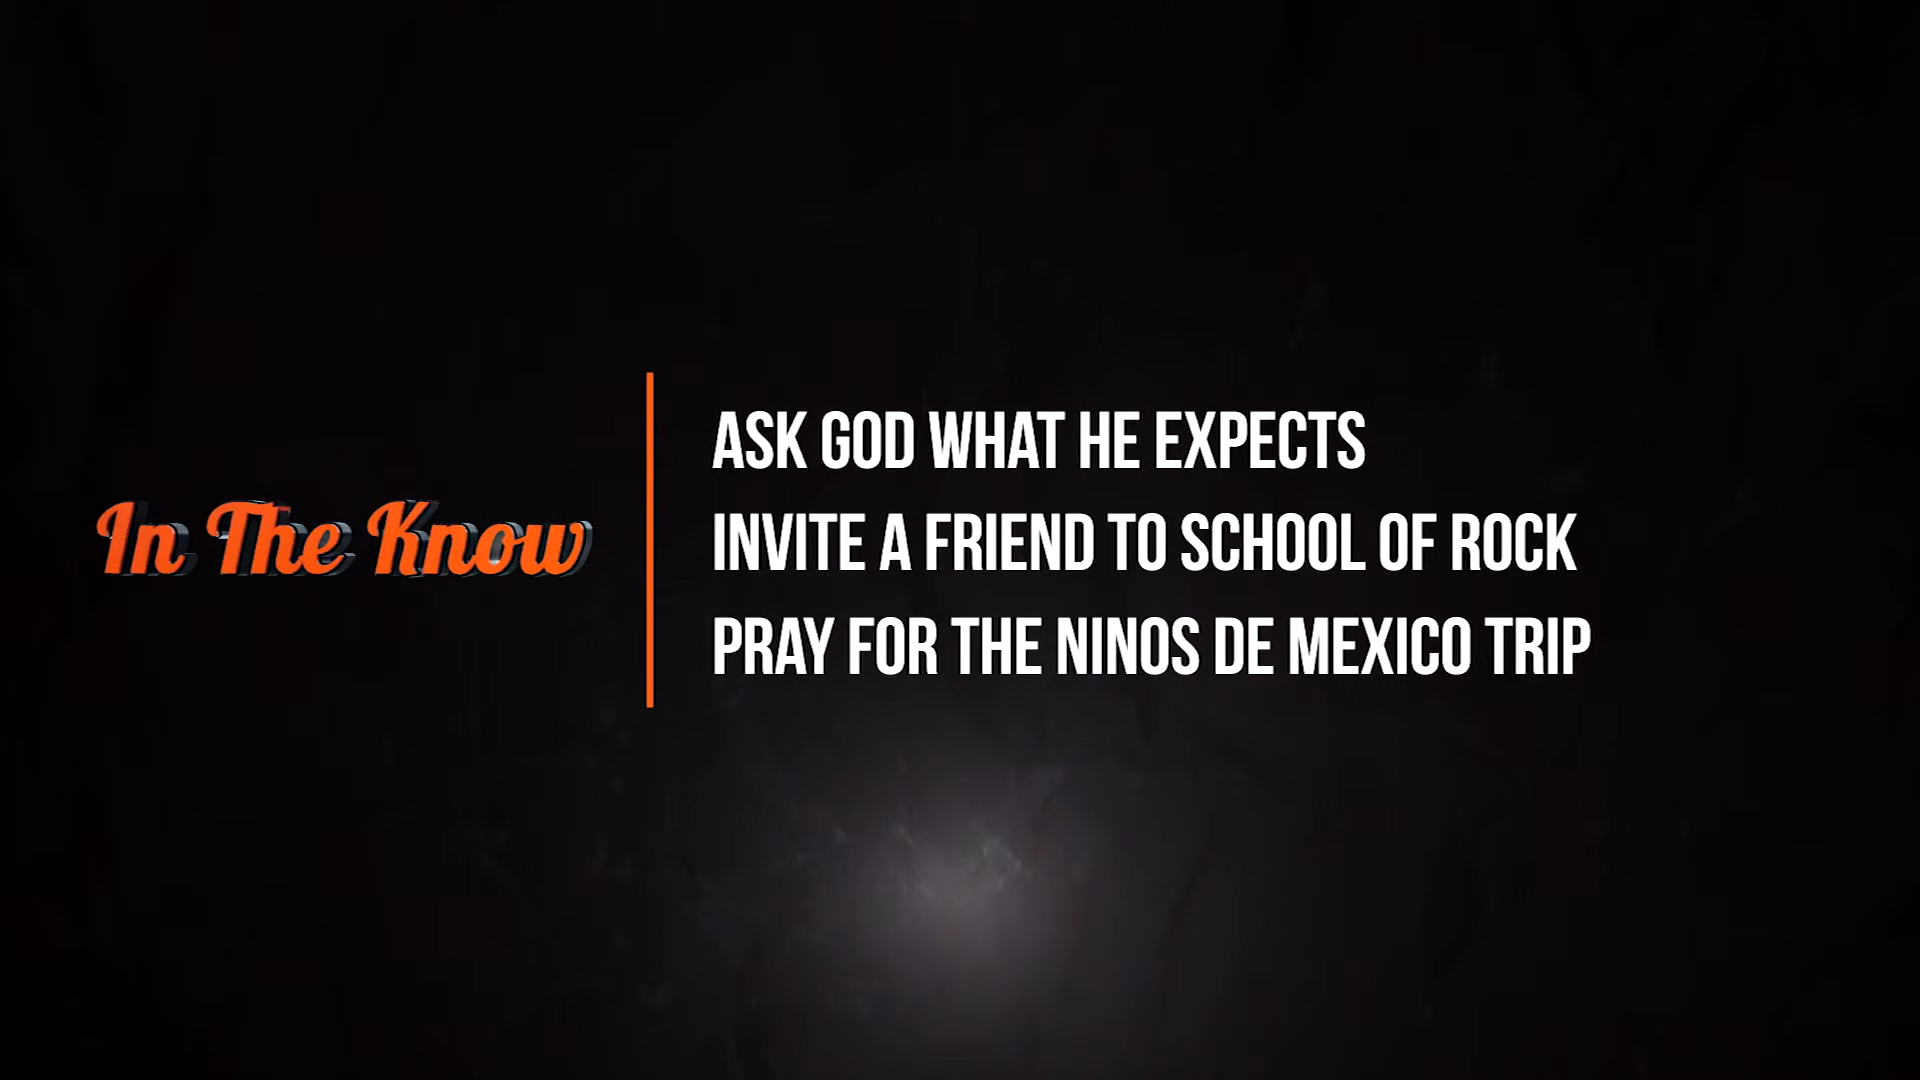 In The Know
ASK GOD WHAT HE EXPECTS
INVITE A FRIEND TO SCHOOL OF ROCK
PRAY FOR THE NINOS DE MEXICO TRIP